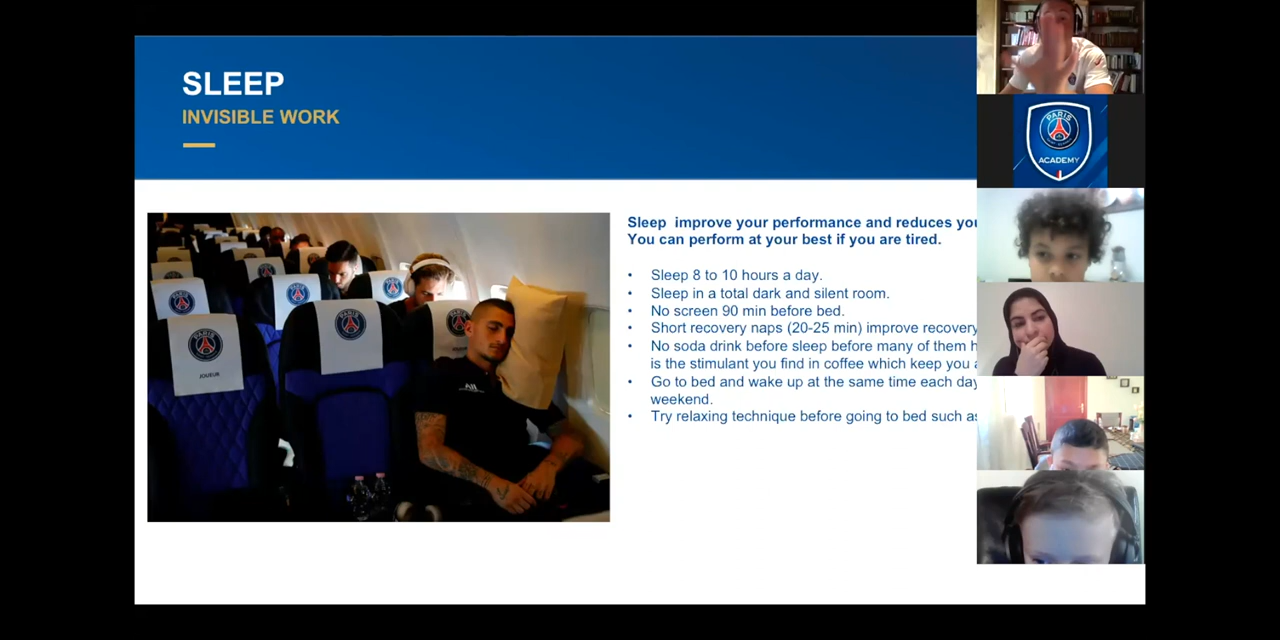 SLEEP
INVISIBLE WORK
Sleep improve your performance and reduces you
You can perform at your best if you are tired.
• Sleep 8 to 10 hours a day.
• Sleep in a total dark and silent room.
• No screen 90 min before bed.
• Short recovery naps (20-25 min) improve recovery
• No soda drink before sleep before many of them h
is the stimulant you find in coffee which keep you a
• Go to bed and wake up at the same time each day
weekend.
• Try relaxing technique before going to bed such as
PARIS
JOUEUR
PARIS
PARIS
ACADEMY